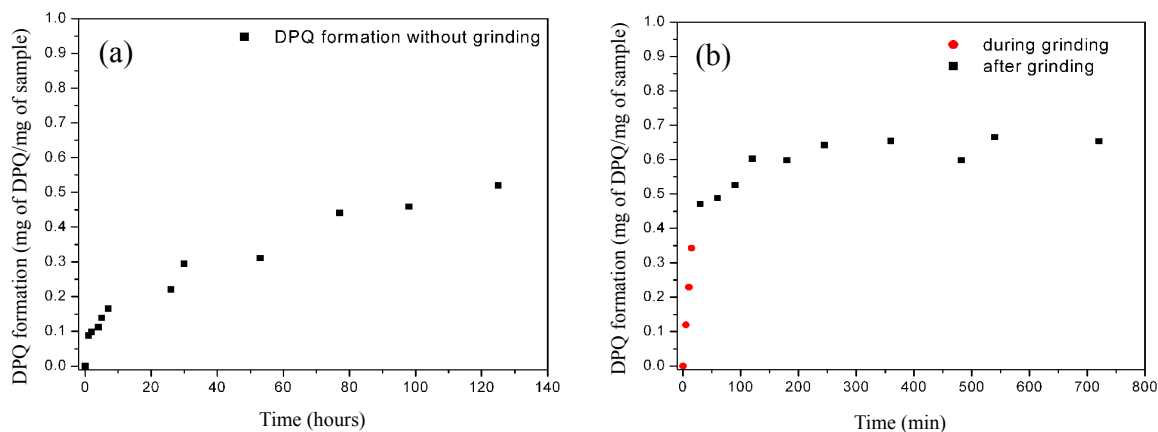 (a)
DPQ formation without grinding
DPQ formation (mg of DPQ/mg of sample)
1.0
0.9
0.8
0.7
0.6
0.5
0.4
0.3
0.2
0.1
0.0
0 20 40 60 80 100 120 140
Time (hours)
(b)
during grinding
after grinding
DPQ formation (mg of DPQ/mg of sample)
1.0
0.9
0.8
0.7
0.6
0.5
0.4
0.3
0.2
0.1
0.0
0 100 200 300 400 500 600 700 800
Time (min)